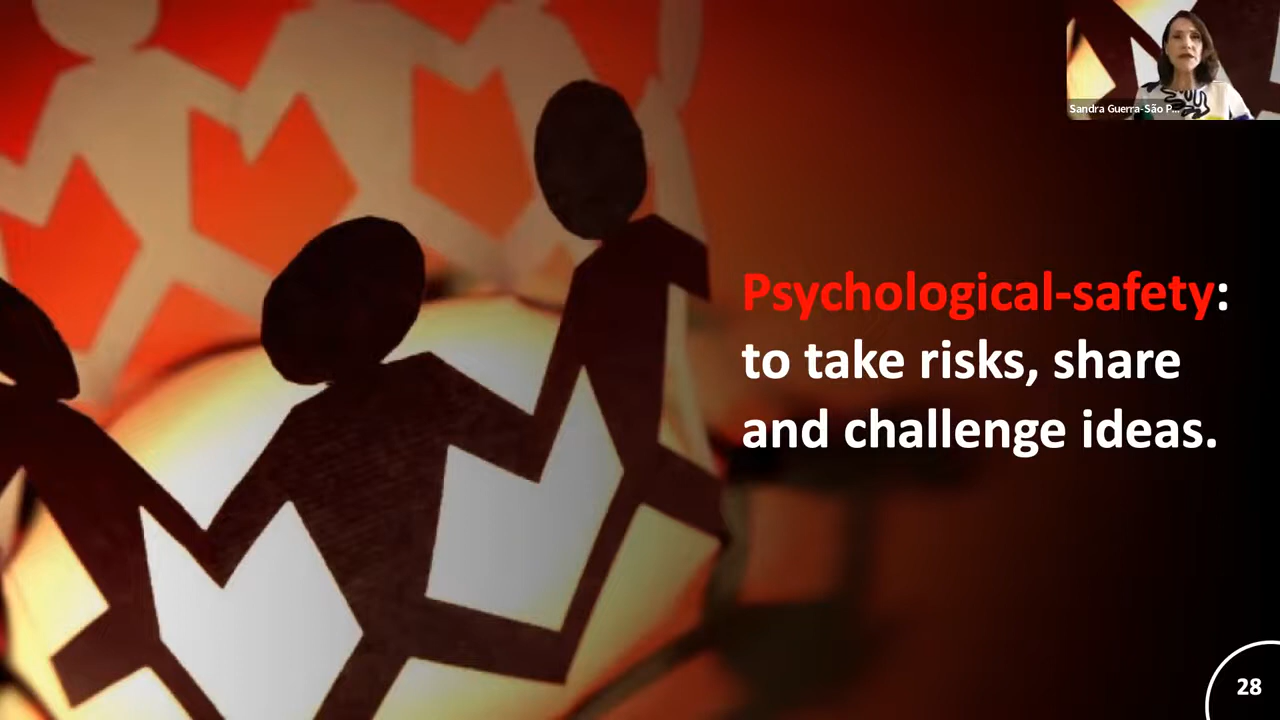 Sandra Guerra-São P...
Psychological-safety:
to take risks, share
and challenge ideas.
28